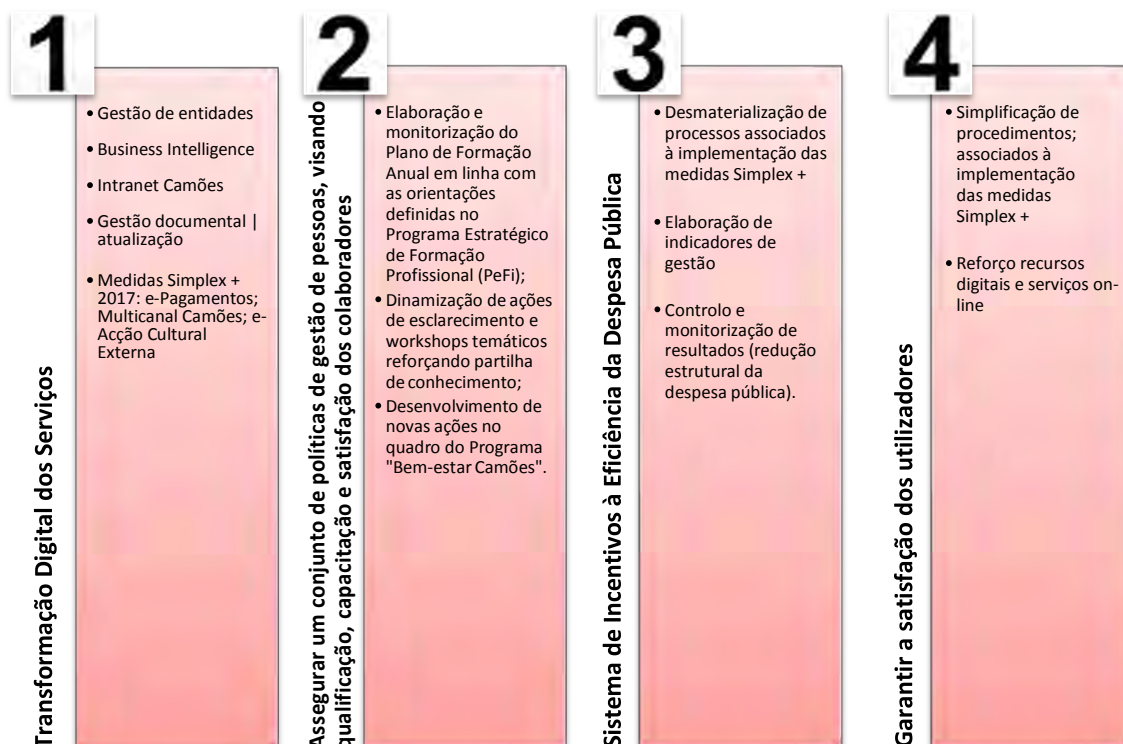 1
Transformação Digital dos Serviços
• Gestão de entidades
• Business Intelligence
• Intranet Camões
• Gestão documental |
atualização
• Medidas Simplex +
2017: e-Pagamentos;
Multicanal Camões; e-
Acção Cultural
Externa
2
Assegurar um conjunto de políticas de gestão de pessoas, visando
qualificação, capacitação e satisfação dos colaboradores
• Elaboração e
monitorização do
Plano de Formação
Anual em linha com
as orientações
definidas no
Programa Estratégico
de Formação
Profissional (PeFi);
• Dinamização de ações
de esclarecimento e
workshops temáticos
reforçando partilha
de conhecimento;
• Desenvolvimento de
novas ações no
quadro do Programa
"Bem-estar Camões".
3
Sistema de Incentivos à Eficiência da Despesa Pública
• Desmaterialização de
processos associados
à implementação das
medidas Simplex +
• Elaboração de
indicadores de
gestão
• Controlo e
monitorização de
resultados (redução
estrutural da
despesa pública).
4
Garantir a satisfação dos utilizadores
• Simplificação de
procedimentos;
associados à
implementação
das medidas
Simplex +
• Reforço recursos
digitais e serviços on-
line